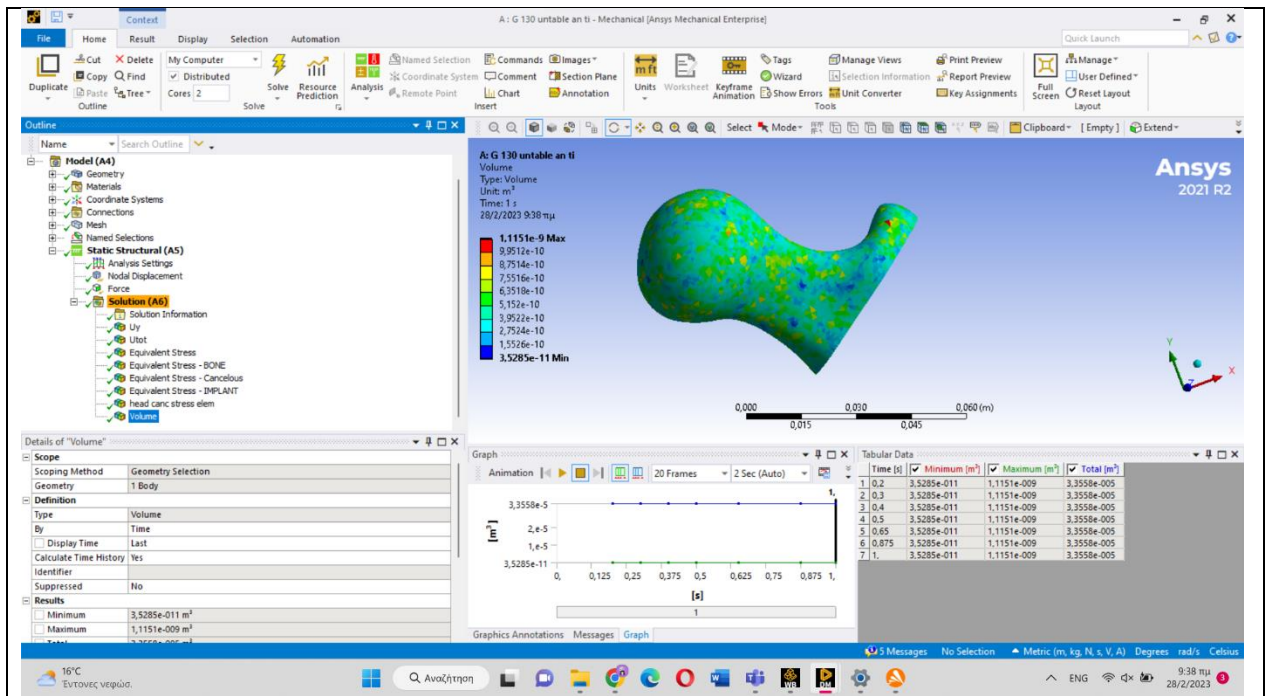 Context
A : G 130 untable an ti - Mechanical [Ansys Mechanical Enterprise]
File Home Result Display Selection Automation Quick Launch
Duplicate Cut Copy Paste Delete Find Tree
Outline
My Computer
Distributed
Cores 2
Solve Resource Prediction
Solve
Analysis Named Selection Coordinate System Remote Point Commands Comment Chart Images Section Plane Annotation
Insert
Units Worksheet Keyframe Animation Tags Wizard Show Errors Manage Views Selection Information Unit Converter Print Preview Report Preview Key Assignments
Tools
Full Screen Manage User Defined Reset Layout
Layout
Outline
Name Search Outline
Select Mode Clipboard [Empty] Extend
Model (A4)
Geometry
Materials
Coordinate Systems
Connections
Mesh
Named Selections
Static Structural (A5)
Analysis Settings
Nodal Displacement
Force
Solution (A6)
Solution Information
Uy
Utot
Equivalent Stress
Equivalent Stress - BONE
Equivalent Stress - Cancelous
Equivalent Stress - IMPLANT
head canc stress elem
Volume
A: G 130 untable an ti
Volume
Type: Volume
Unit: m³
Time: 1 s
28/2/2023 9:38 πμ
1,1151e-9 Max
9,9512e-10
8,7514e-10
7,5516e-10
6,3518e-10
5,152e-10
3,9522e-10
2,7524e-10
1,5526e-10
3,5285e-11 Min
Ansys
2021 R2
Y
X
Z
0,000 0,030 0,060 (m)
0,015 0,045
Details of "Volume"
Scope
Scoping Method Geometry Selection
Geometry 1 Body
Definition
Type Volume
By Time
Display Time Last
Calculate Time History Yes
Identifier
Suppressed No
Results
Minimum 3,5285e-011 m³
Maximum 1,1151e-009 m³
Total 3,3558e-005 m³
Graph
Animation 20 Frames 2 Sec (Auto)
1,
3,3558e-5
2,e-5
1,e-5
3,5285e-11
[m³]
0, 0,125 0,25 0,375 0,5 0,625 0,75 0,875 1,
[s]
1
Graphics Annotations Messages Graph
Tabular Data
Time [s] Minimum [m³] Maximum [m³] Total [m³]
1 0,2 3,5285e-011 1,1151e-009 3,3558e-005
2 0,3 3,5285e-011 1,1151e-009 3,3558e-005
3 0,4 3,5285e-011 1,1151e-009 3,3558e-005
4 0,5 3,5285e-011 1,1151e-009 3,3558e-005
5 0,65 3,5285e-011 1,1151e-009 3,3558e-005
6 0,875 3,5285e-011 1,1151e-009 3,3558e-005
7 1, 3,5285e-011 1,1151e-009 3,3558e-005
5 Messages No Selection Metric (m, kg, N, s, V, A) Degrees rad/s Celsius
16°C
Έντονες νεφώσ.
Αναζήτηση
ENG
9:38 πμ
28/2/2023